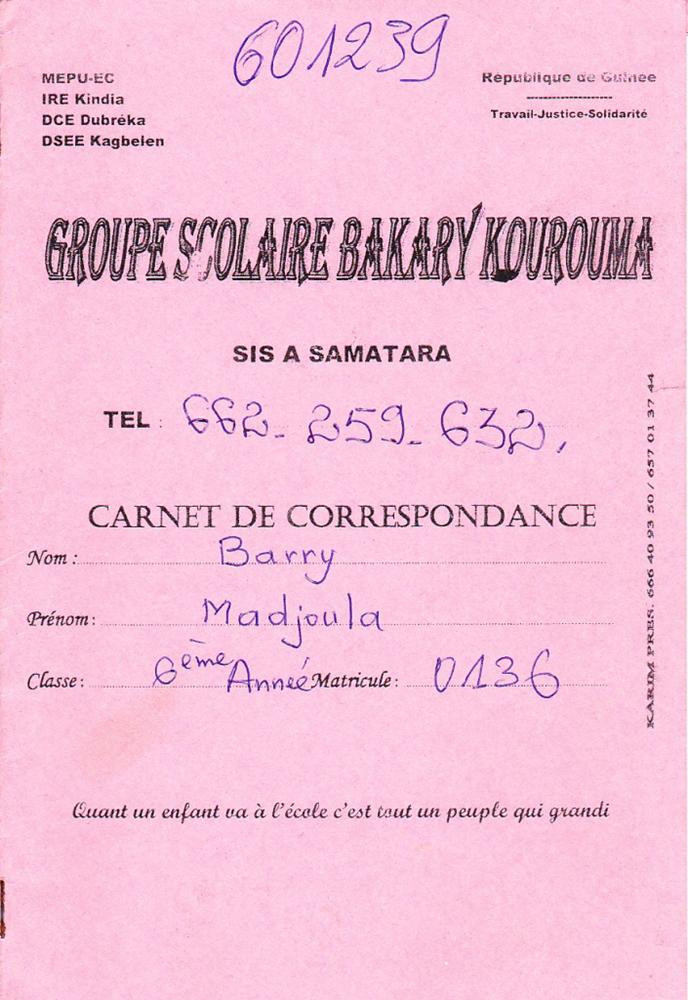 601239
MEPU-EC
IRE Kindia
DCE Dubréka
DSEE Kagbelen
République de Guinée
--------------------
Travail-Justice-Solidarité
GROUPE SCOLAIRE BAKARY KOUROUMA
SIS A SAMATARA
TEL : 662-259-632,
CARNET DE CORRESPONDANCE
Nom : Barry
Prénom : Madjoula
Classe : 6ème Année Matricule : 0136
Quant un enfant va à l'école c'est tout un peuple qui grandi
KARIM PRES. 666 40 93 50 / 657 01 37 44